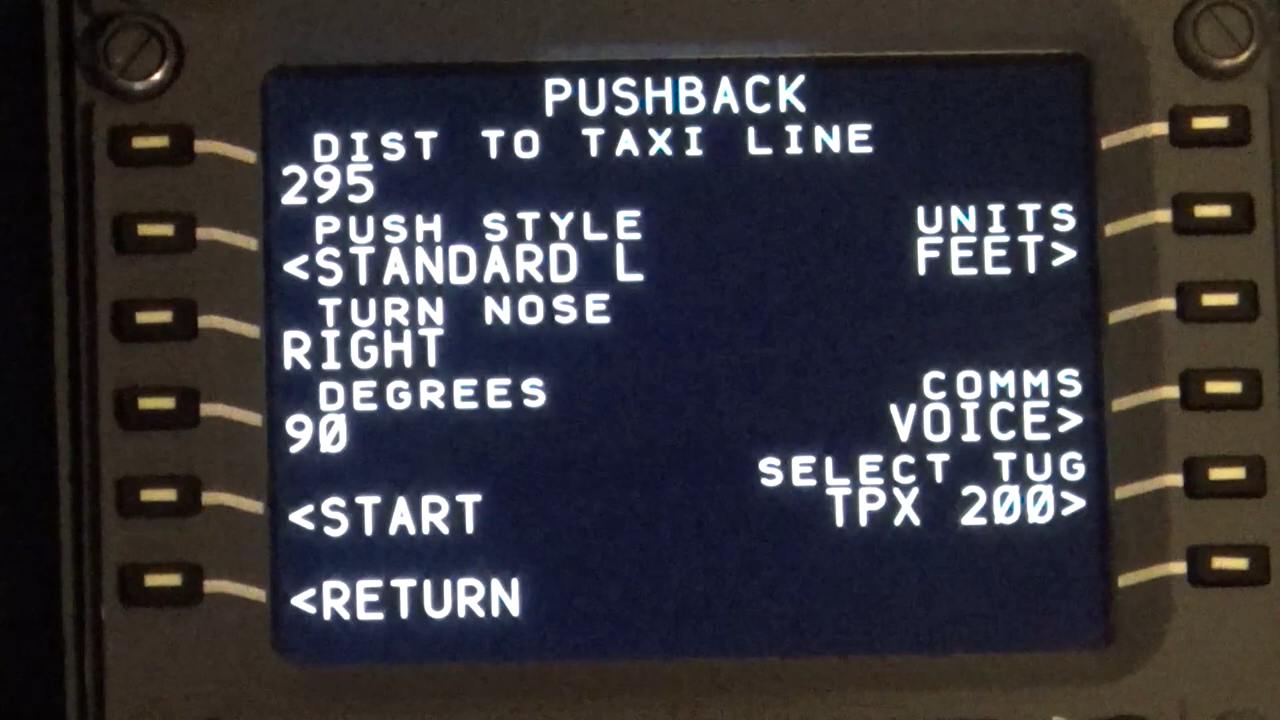 PUSHBACK
DIST TO TAXI LINE
295
PUSH STYLE UNITS
<STANDARD L FEET>
TURN NOSE
RIGHT
DEGREES COMMS
90 VOICE>
SELECT TUG
<START TPX 200>
<RETURN